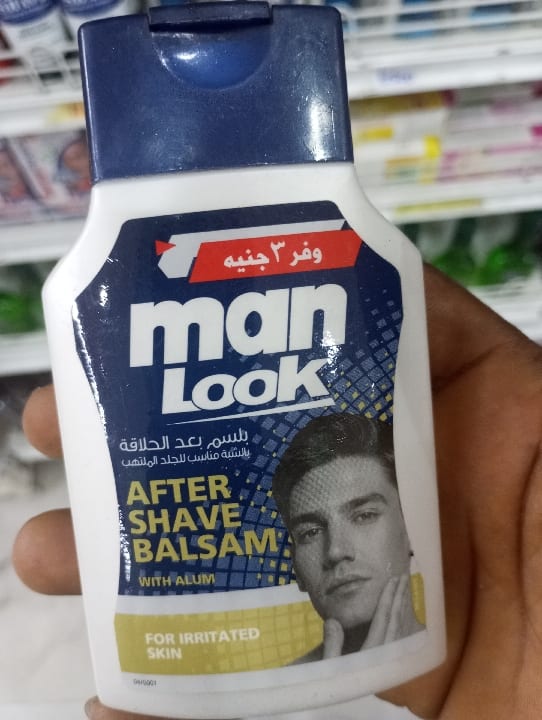 وفر ٣ جنيه
man
LOOK
بلسم بعد الحلاقة
بالشبة مناسب للجلد الملتهب
AFTER
SHAVE
BALSAM
WITH ALUM
FOR IRRITATED
SKIN